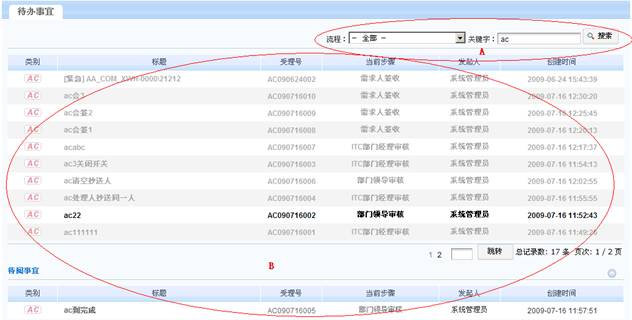 待办事宜
流程： -- 全部 -- 关键字： ac 搜索
A
类别 标题 受理号 当前步骤 发起人 创建时间
AC [紧急] AA_COM_XWH-0000\21212 AC090624002 需求人签收 系统管理员 2009-06-24 15:43:39
AC ac会3 AC090716010 需求人签收 系统管理员 2009-07-16 12:30:20
AC ac会签2 AC090716009 需求人签收 系统管理员 2009-07-16 12:25:45
AC ac会签1 AC090716008 需求人签收 系统管理员 2009-07-16 12:20:13
AC acabc AC090716007 ITC部门经理审核 系统管理员 2009-07-16 12:17:37
AC ac3关闭开关 AC090716003 ITC部门经理审核 系统管理员 2009-07-16 11:54:13
AC ac清空抄送人 AC090716006 部门领导审核 系统管理员 2009-07-16 12:02:55
AC ac处理人抄送同一人 AC090716004 ITC部门经理审核 系统管理员 2009-07-16 11:55:55
AC ac22 AC090716002 部门领导审核 系统管理员 2009-07-16 11:52:43
AC ac111111 AC090716001 ITC部门经理审核 系统管理员 2009-07-16 11:49:26
1 2 跳转 总记录数: 17 条 页次: 1 / 2 页
B
待阅事宜
类别 标题 受理号 当前步骤 发起人 创建时间
AC ac到完成 AC090716005 部门领导审核 系统管理员 2009-07-16 11:57:51